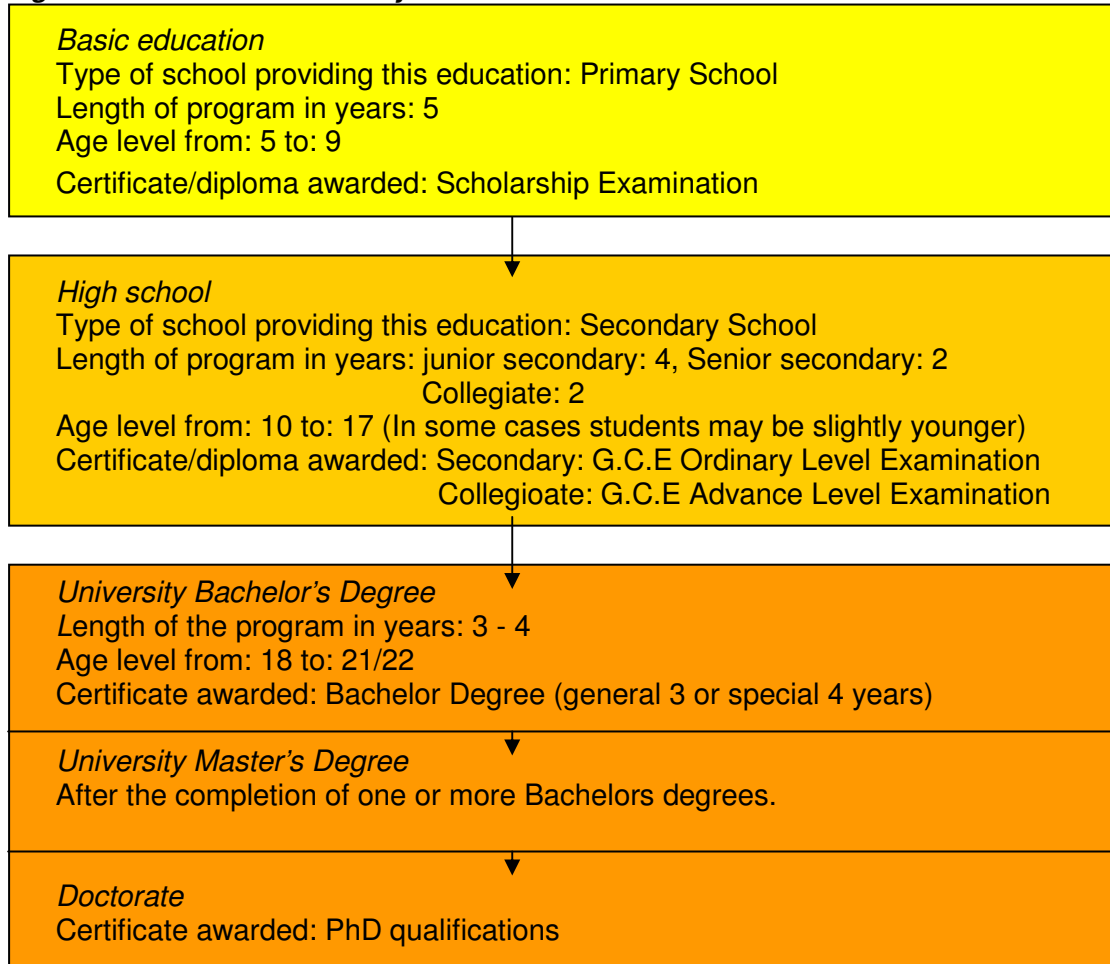 Basic education
Type of school providing this education: Primary School
Length of program in years: 5
Age level from: 5 to: 9
Certificate/diploma awarded: Scholarship Examination
High school
Type of school providing this education: Secondary School
Length of program in years: junior secondary: 4, Senior secondary: 2
Collegiate: 2
Age level from: 10 to: 17 (In some cases students may be slightly younger)
Certificate/diploma awarded: Secondary: G.C.E Ordinary Level Examination
Collegioate: G.C.E Advance Level Examination
University Bachelor’s Degree
Length of the program in years: 3 - 4
Age level from: 18 to: 21/22
Certificate awarded: Bachelor Degree (general 3 or special 4 years)
University Master’s Degree
After the completion of one or more Bachelors degrees.
Doctorate
Certificate awarded: PhD qualifications